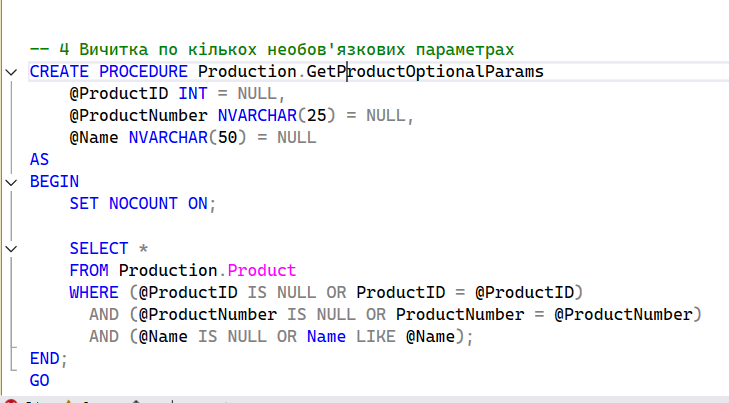 -- 4 Вичитка по кількох необов'язкових параметрах
CREATE PROCEDURE Production.GetProductOptionalParams
    @ProductID INT = NULL,
    @ProductNumber NVARCHAR(25) = NULL,
    @Name NVARCHAR(50) = NULL
AS
BEGIN
    SET NOCOUNT ON;
    SELECT *
    FROM Production.Product
    WHERE (@ProductID IS NULL OR ProductID = @ProductID)
      AND (@ProductNumber IS NULL OR ProductNumber = @ProductNumber)
      AND (@Name IS NULL OR Name LIKE @Name);
END;
GO